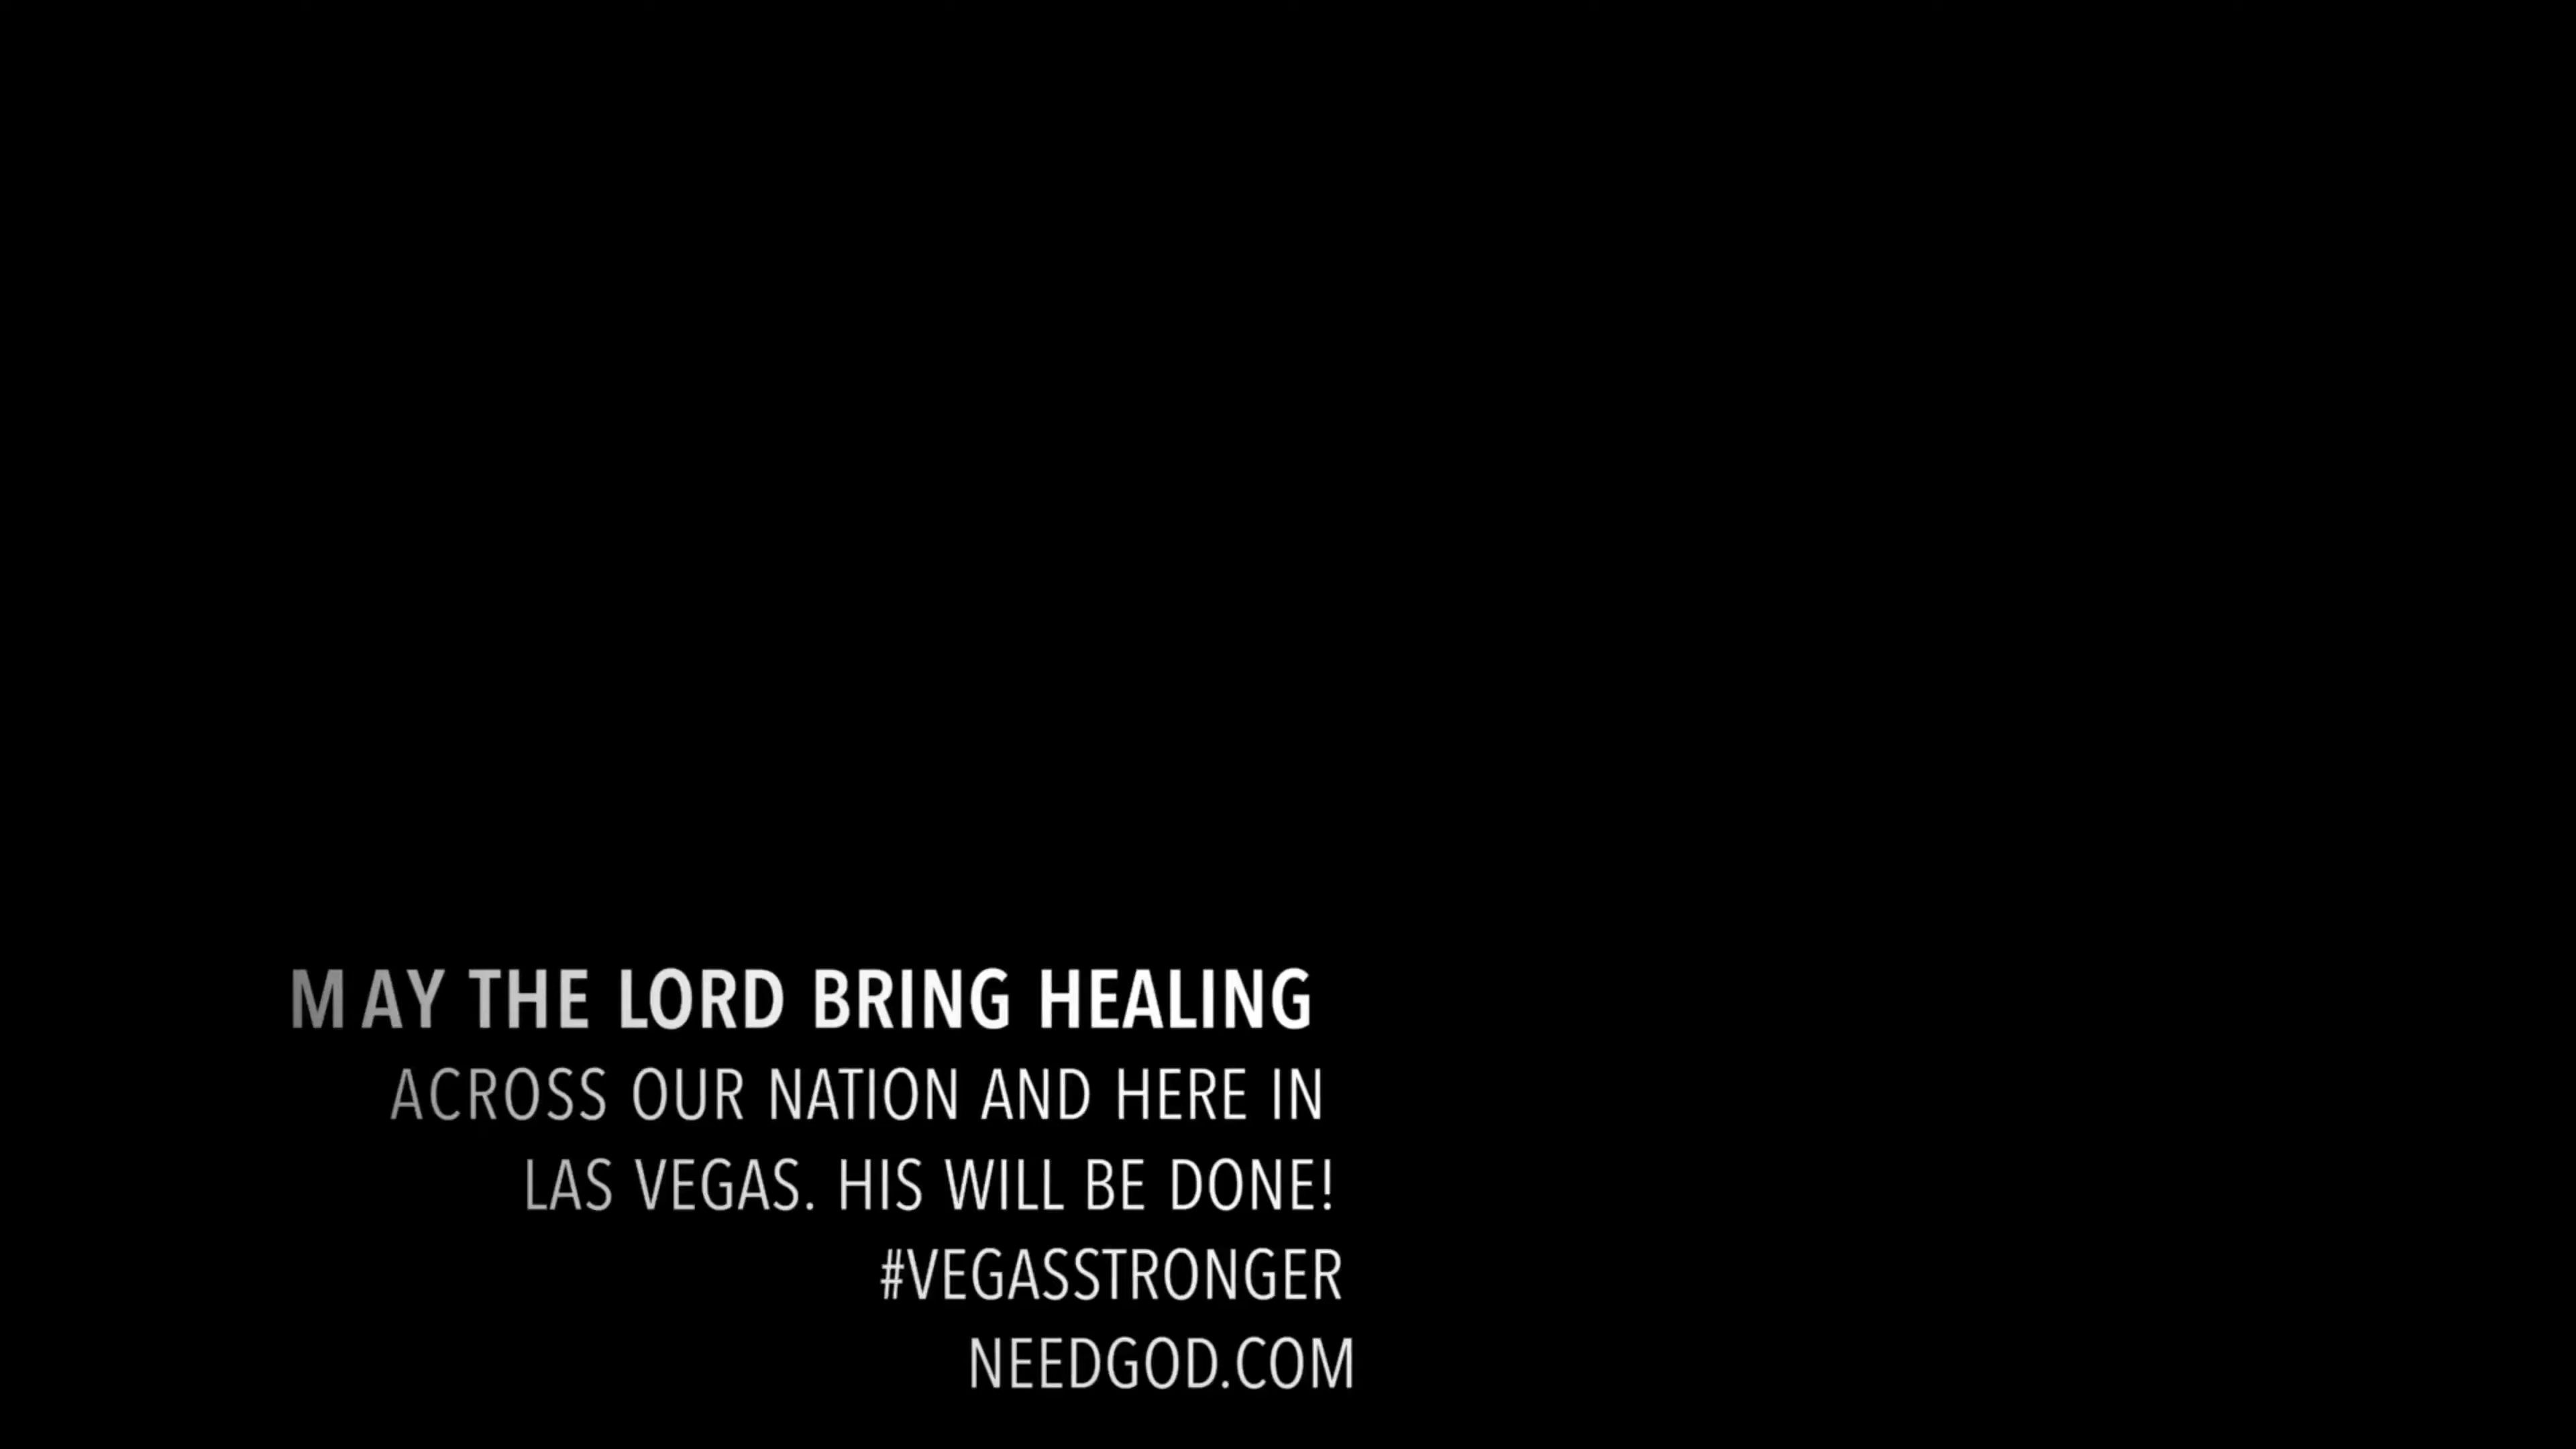 MAY THE LORD BRING HEALING
ACROSS OUR NATION AND HERE IN
LAS VEGAS. HIS WILL BE DONE!
#VEGASSTRONGER
NEEDGOD.COM